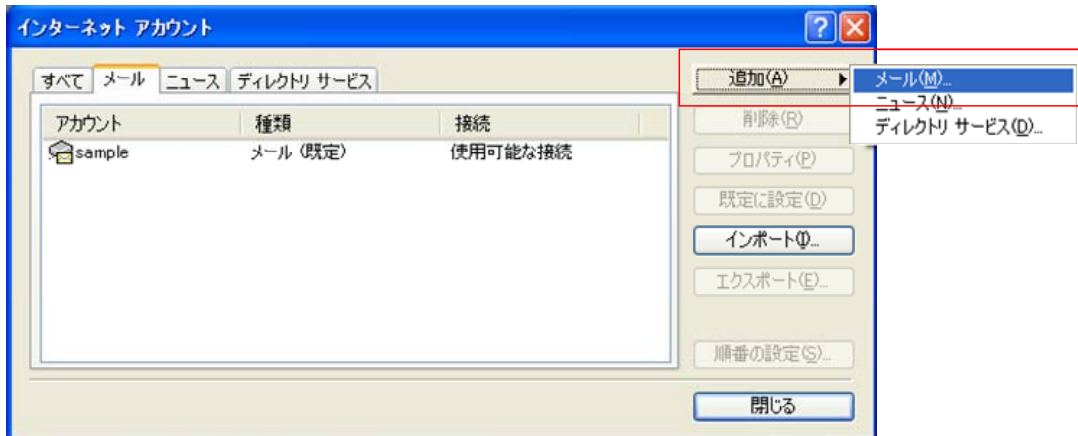 インターネット アカウント
すべて メール ニュース ディレクトリ サービス
アカウント 種類 接続
sample メール (既定) 使用可能な接続
追加(A)
メール(M)...
ニュース(N)...
ディレクトリ サービス(D)...
削除(R)
プロパティ(P)
既定に設定(D)
インポート(I)...
エクスポート(E)...
順番の設定(S)...
閉じる